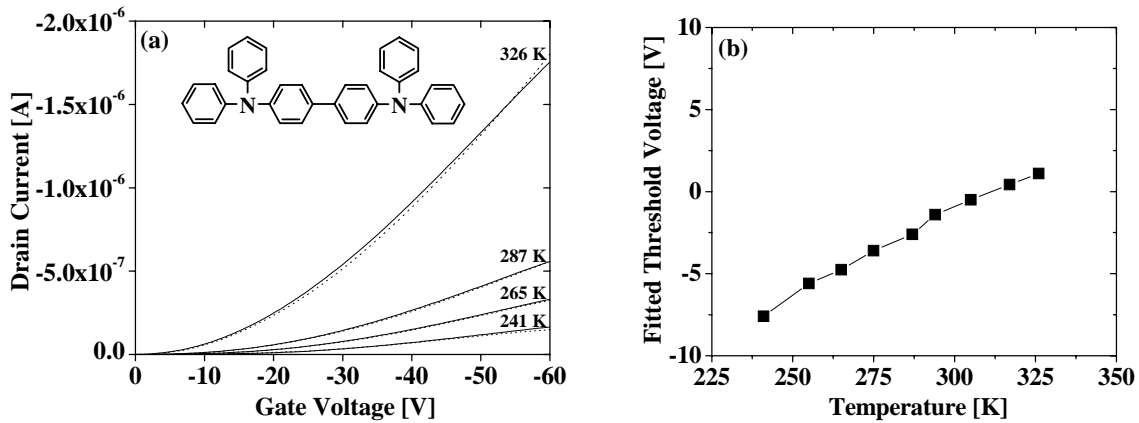 (a)
326 K
287 K
265 K
241 K
N
N
-2.0x10⁻⁶
-1.5x10⁻⁶
-1.0x10⁻⁶
-5.0x10⁻⁷
0.0
Drain Current [A]
0 -10 -20 -30 -40 -50 -60
Gate Voltage [V]
(b)
10
5
0
-5
-10
Fitted Threshold Voltage [V]
225 250 275 300 325 350
Temperature [K]